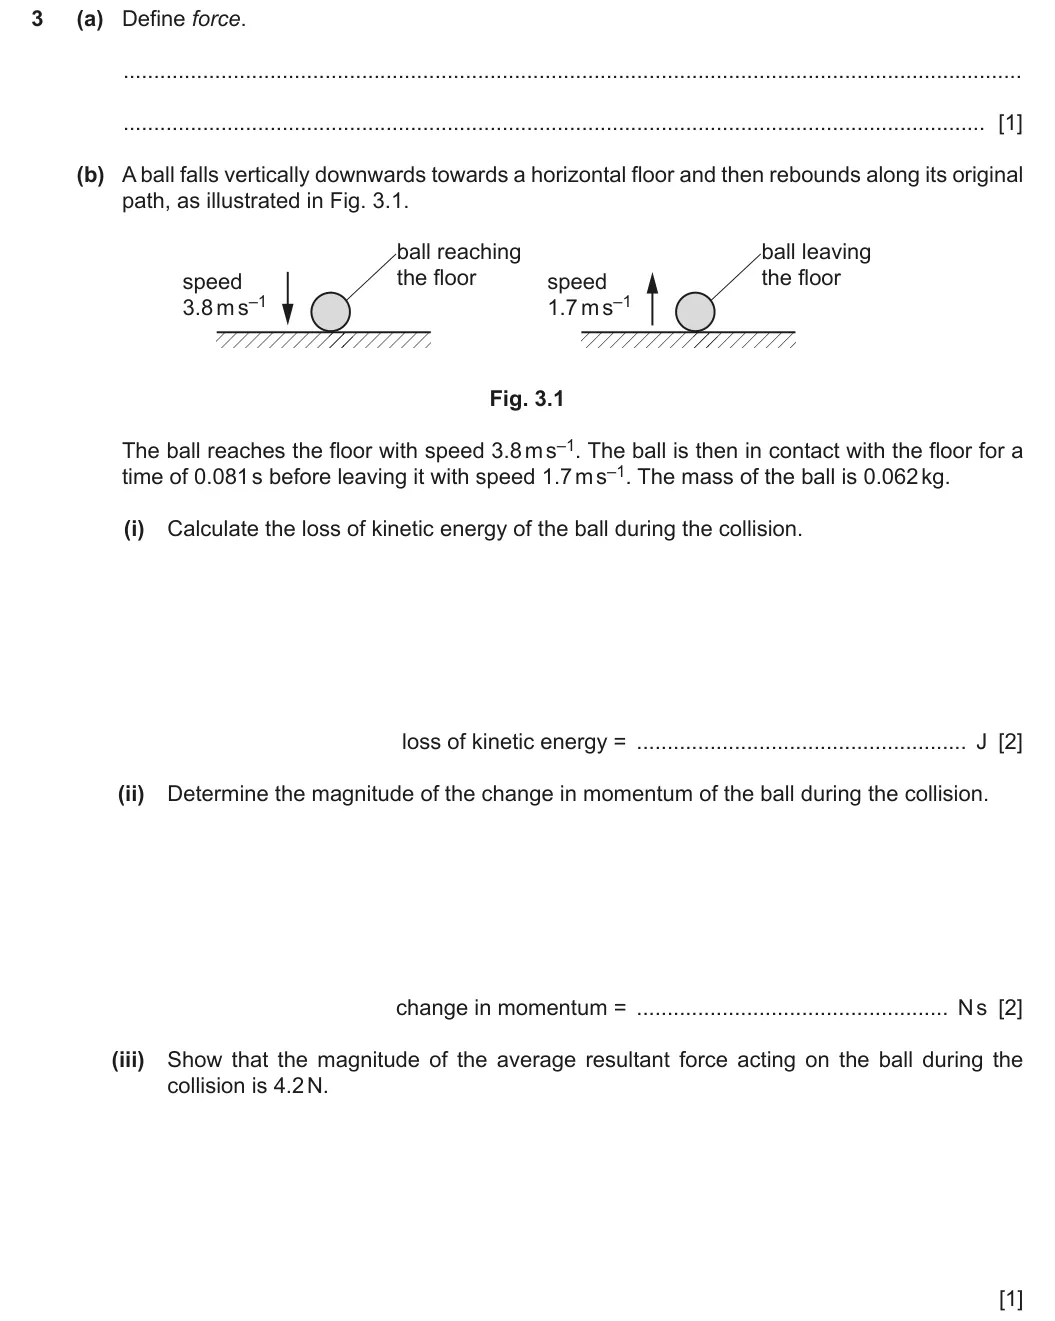 3 (a) Define force.
........................................................................................................................................................
.................................................................................................................................................. [1]
(b) A ball falls vertically downwards towards a horizontal floor and then rebounds along its original
path, as illustrated in Fig. 3.1.
ball reaching
the floor
speed
3.8 m s⁻¹
ball leaving
the floor
speed
1.7 m s⁻¹
Fig. 3.1
The ball reaches the floor with speed 3.8 m s⁻¹. The ball is then in contact with the floor for a
time of 0.081 s before leaving it with speed 1.7 m s⁻¹. The mass of the ball is 0.062 kg.
(i) Calculate the loss of kinetic energy of the ball during the collision.
loss of kinetic energy = ...................................................... J [2]
(ii) Determine the magnitude of the change in momentum of the ball during the collision.
change in momentum = ................................................... N s [2]
(iii) Show that the magnitude of the average resultant force acting on the ball during the
collision is 4.2 N.
[1]